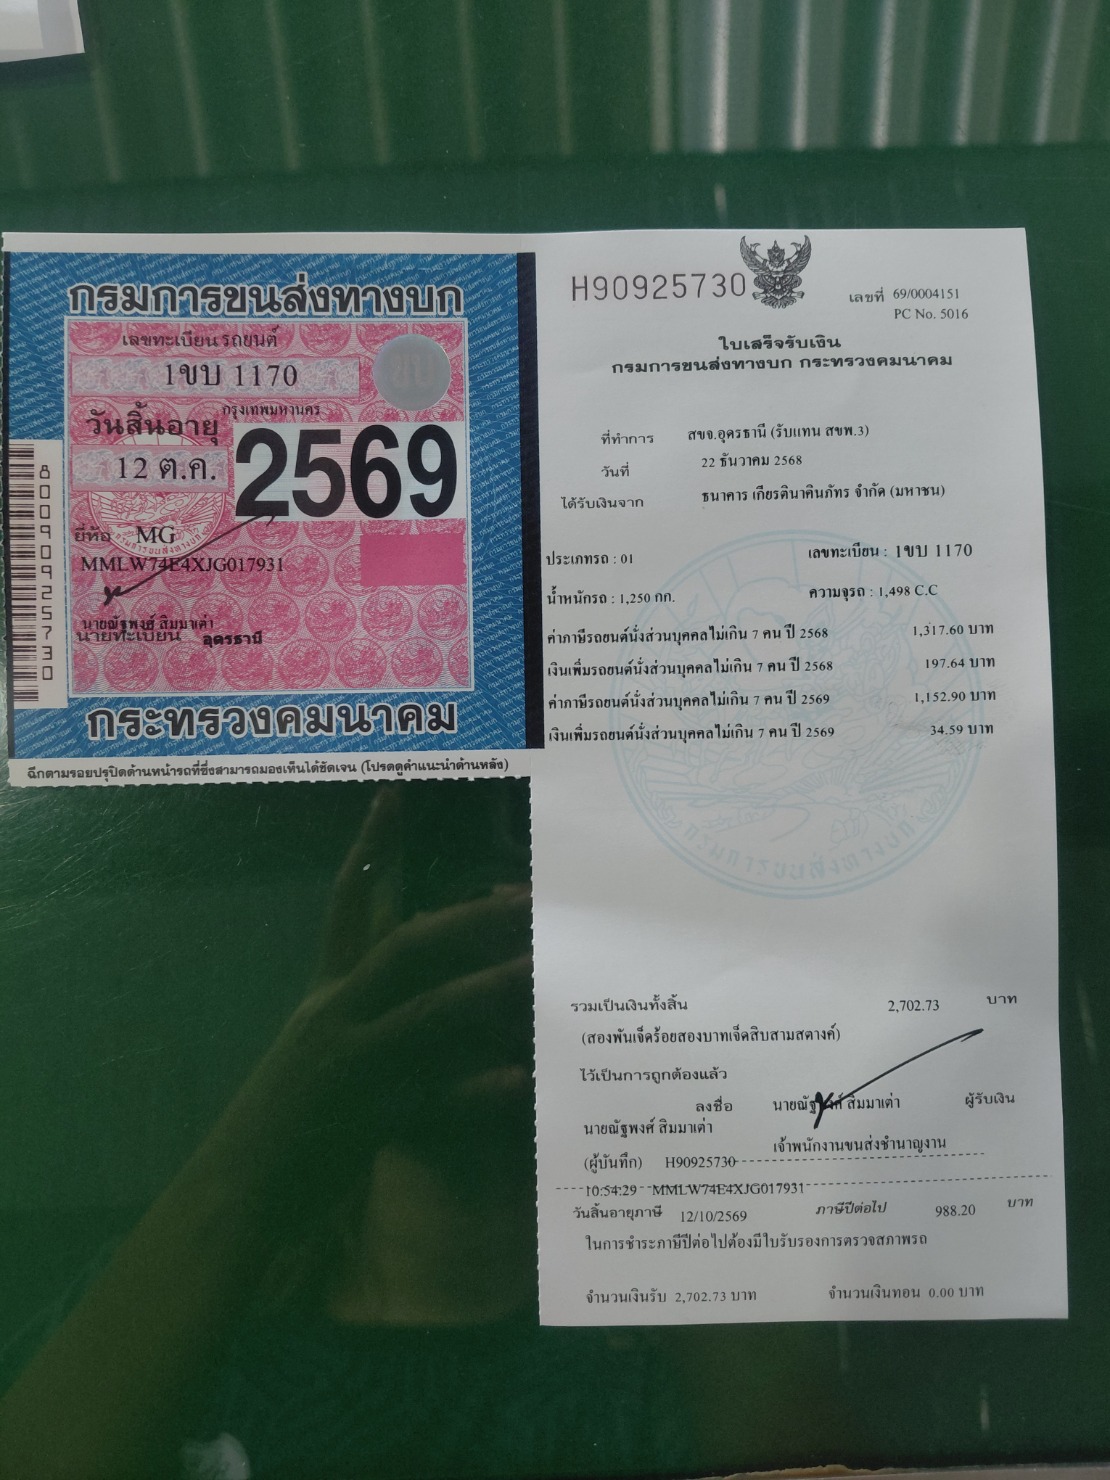 กรมการขนส่งทางบก
เลขทะเบียน รถยนต์
1ขบ 1170
กรุงเทพมหานคร
วันสิ้นอายุ
12 ต.ค.
2569
ยี่ห้อ MG
MMLW74E4XJG017931
นายณัฐพงศ์ สิมมาเต่า
นายทะเบียน อุดรธานี
กระทรวงคมนาคม
ฉีกตามรอยปรุปิดด้านหน้ารถที่ซึ่งสามารถมองเห็นได้ชัดเจน (โปรดดูคำแนะนำด้านหลัง)
80090925730
H90925730
เลขที่ 69/0004151
PC No. 5016
ใบเสร็จรับเงิน
กรมการขนส่งทางบก กระทรวงคมนาคม
ที่ทำการ สขจ.อุดรธานี (รับแทน สขพ.3)
วันที่ 22 ธันวาคม 2568
ได้รับเงินจาก ธนาคาร เกียรตินาคินภัทร จำกัด (มหาชน)
ประเภทรถ : 01 เลขทะเบียน : 1ขบ 1170
น้ำหนักรถ : 1,250 กก. ความจุรถ : 1,498 C.C
ค่าภาษีรถยนต์นั่งส่วนบุคคลไม่เกิน 7 คน ปี 2568 1,317.60 บาท
เงินเพิ่มรถยนต์นั่งส่วนบุคคลไม่เกิน 7 คน ปี 2568 197.64 บาท
ค่าภาษีรถยนต์นั่งส่วนบุคคลไม่เกิน 7 คน ปี 2569 1,152.90 บาท
เงินเพิ่มรถยนต์นั่งส่วนบุคคลไม่เกิน 7 คน ปี 2569 34.59 บาท
กรมการขนส่งทางบก
รวมเป็นเงินทั้งสิ้น 2,702.73 บาท
(สองพันเจ็ดร้อยสองบาทเจ็ดสิบสามสตางค์)
ไว้เป็นการถูกต้องแล้ว
ลงชื่อ นายณัฐพงศ์ สิมมาเต่า ผู้รับเงิน
นายณัฐพงศ์ สิมมาเต่า
เจ้าพนักงานขนส่งชำนาญงาน
(ผู้บันทึก) H90925730
10:54:29 MMLW74E4XJG017931
วันสิ้นอายุภาษี 12/10/2569 ภาษีปีต่อไป 988.20 บาท
ในการชำระภาษีปีต่อไปต้องมีใบรับรองการตรวจสภาพรถ
จำนวนเงินรับ 2,702.73 บาท จำนวนเงินทอน 0.00 บาท